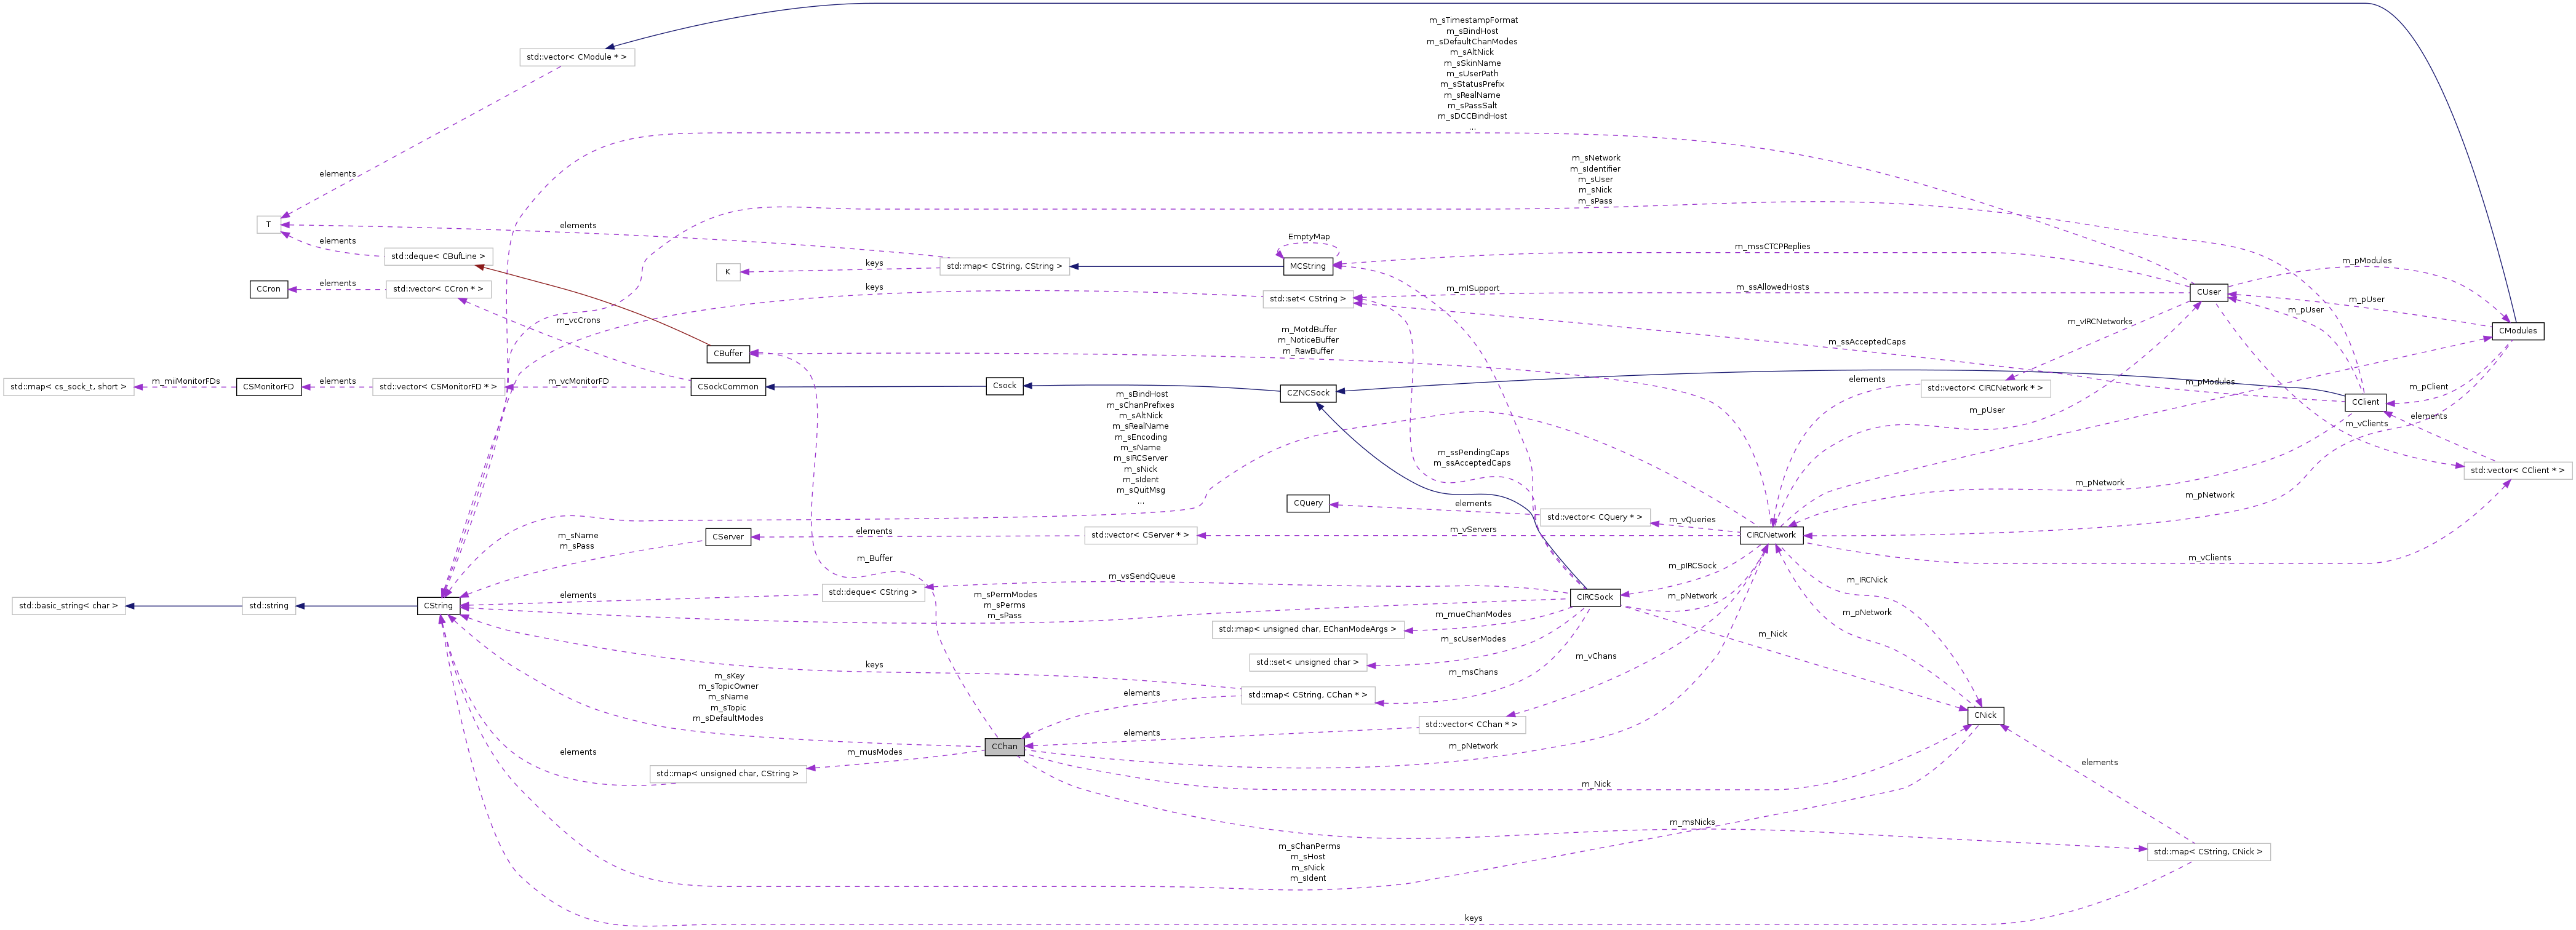 m_sTimestampFormat
m_sBindHost
m_sDefaultChanModes
m_sAltNick
m_sSkinName
m_sUserPath
m_sStatusPrefix
m_sRealName
m_sPassSalt
m_sDCCBindHost
...
std::vector< CModule * >
elements
m_sNetwork
m_sIdentifier
m_sUser
m_sNick
m_sPass
T
elements
elements
std::deque< CBufLine >
EmptyMap
MCString
m_mssCTCPReplies
m_pModules
K
keys
std::map< CString, CString >
CCron
elements
std::vector< CCron * >
keys
std::set< CString >
m_mISupport
m_ssAllowedHosts
CUser
m_pUser
m_pUser
m_vcCrons
m_vIRCNetworks
CModules
m_MotdBuffer
m_NoticeBuffer
m_RawBuffer
m_ssAcceptedCaps
CBuffer
std::map< cs_sock_t, short >
m_miiMonitorFDs
CSMonitorFD
elements
std::vector< CSMonitorFD * >
m_vcMonitorFD
CSockCommon
Csock
CZNCSock
elements
m_pModules
std::vector< CIRCNetwork * >
m_pClient
CClient
m_sBindHost
m_sChanPrefixes
m_sAltNick
m_sRealName
m_sEncoding
m_sName
m_sIRCServer
m_sNick
m_sIdent
m_sQuitMsg
...
m_pUser
elements
m_vClients
m_ssPendingCaps
m_ssAcceptedCaps
std::vector< CClient * >
m_pNetwork
m_pNetwork
CQuery
elements
std::vector< CQuery * >
m_vQueries
CIRCNetwork
m_sName
m_sPass
CServer
elements
std::vector< CServer * >
m_vServers
m_vClients
m_Buffer
m_pIRCSock
m_IRCNick
m_vsSendQueue
std::basic_string< char >
std::string
CString
elements
std::deque< CString >
m_sPermModes
m_sPerms
m_sPass
CIRCSock
m_pNetwork
m_pNetwork
m_mueChanModes
std::map< unsigned char, EChanModeArgs >
m_scUserModes
m_Nick
std::set< unsigned char >
m_vChans
keys
m_msChans
m_sKey
m_sTopicOwner
m_sName
m_sTopic
m_sDefaultModes
elements
std::map< CString, CChan * >
CNick
std::vector< CChan * >
elements
CChan
m_pNetwork
elements
m_musModes
std::map< unsigned char, CString >
m_Nick
elements
m_msNicks
m_sChanPerms
m_sHost
m_sNick
m_sIdent
std::map< CString, CNick >
keys